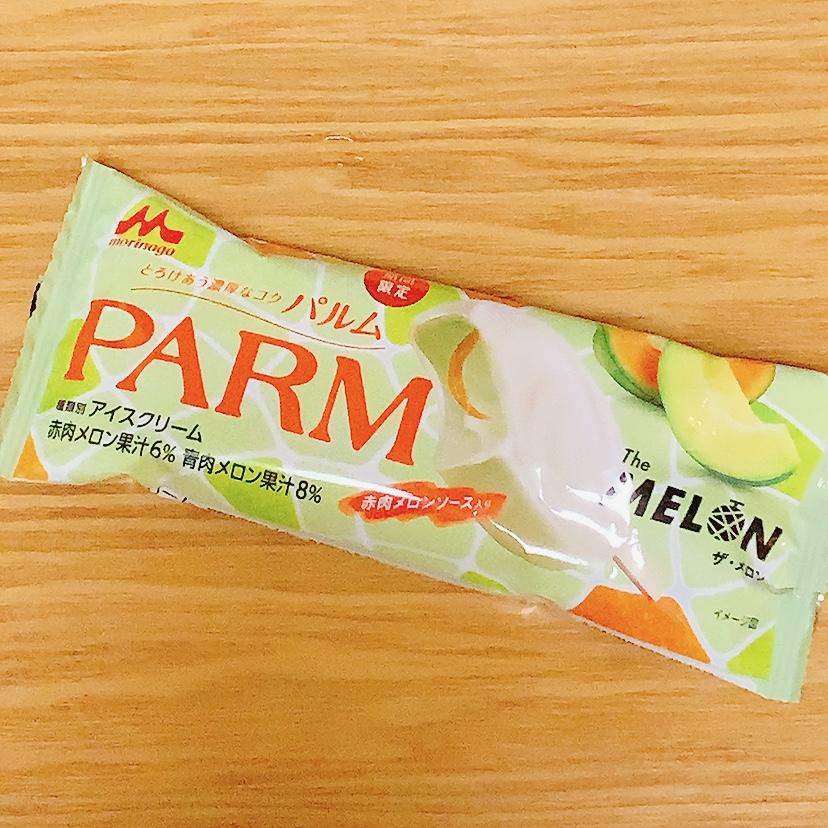 morinaga
とろけあう濃厚なコク パルム
限定
PARM
種類別 アイスクリーム
赤肉メロン果汁6% 青肉メロン果汁8%
赤肉メロンソース入り
The
MELON
ザ・メロン
イメージ図